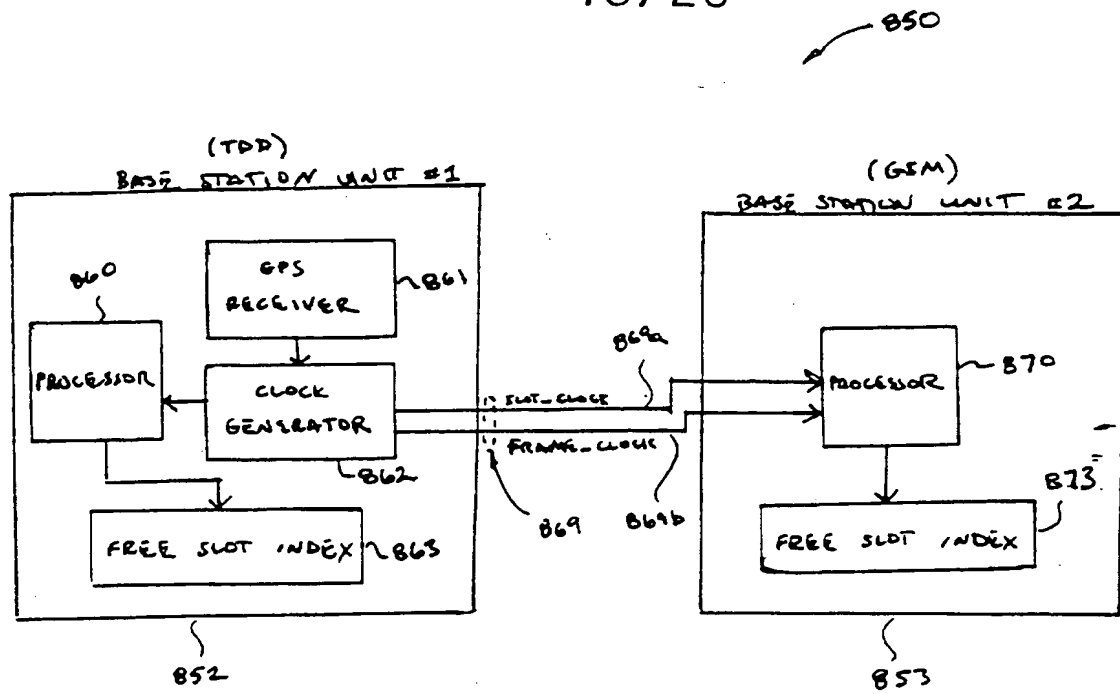 850
(TDD)
BASE STATION UNIT #1
860
GPS
RECEIVER
861
PROCESSOR
CLOCK
GENERATOR
862
FREE SLOT INDEX
863
852
SLOT_CLOCK
869a
FRAME_CLOCK
869
869b
(GSM)
BASE STATION UNIT #2
PROCESSOR
870
873
FREE SLOT INDEX
853